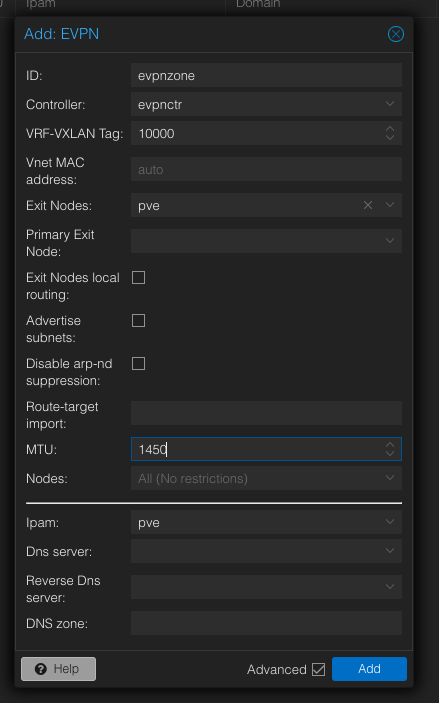 Ipam
Domain
Add: EVPN
ID: evpnzone
Controller: evpnctr
VRF-VXLAN Tag: 10000
Vnet MAC
address: auto
Exit Nodes: pve
Primary Exit
Node:
Exit Nodes local
routing:
Advertise
subnets:
Disable arp-nd
suppression:
Route-target
import:
MTU: 1450
Nodes: All (No restrictions)
Ipam: pve
Dns server:
Reverse Dns
server:
DNS zone:
Help
Advanced
Add